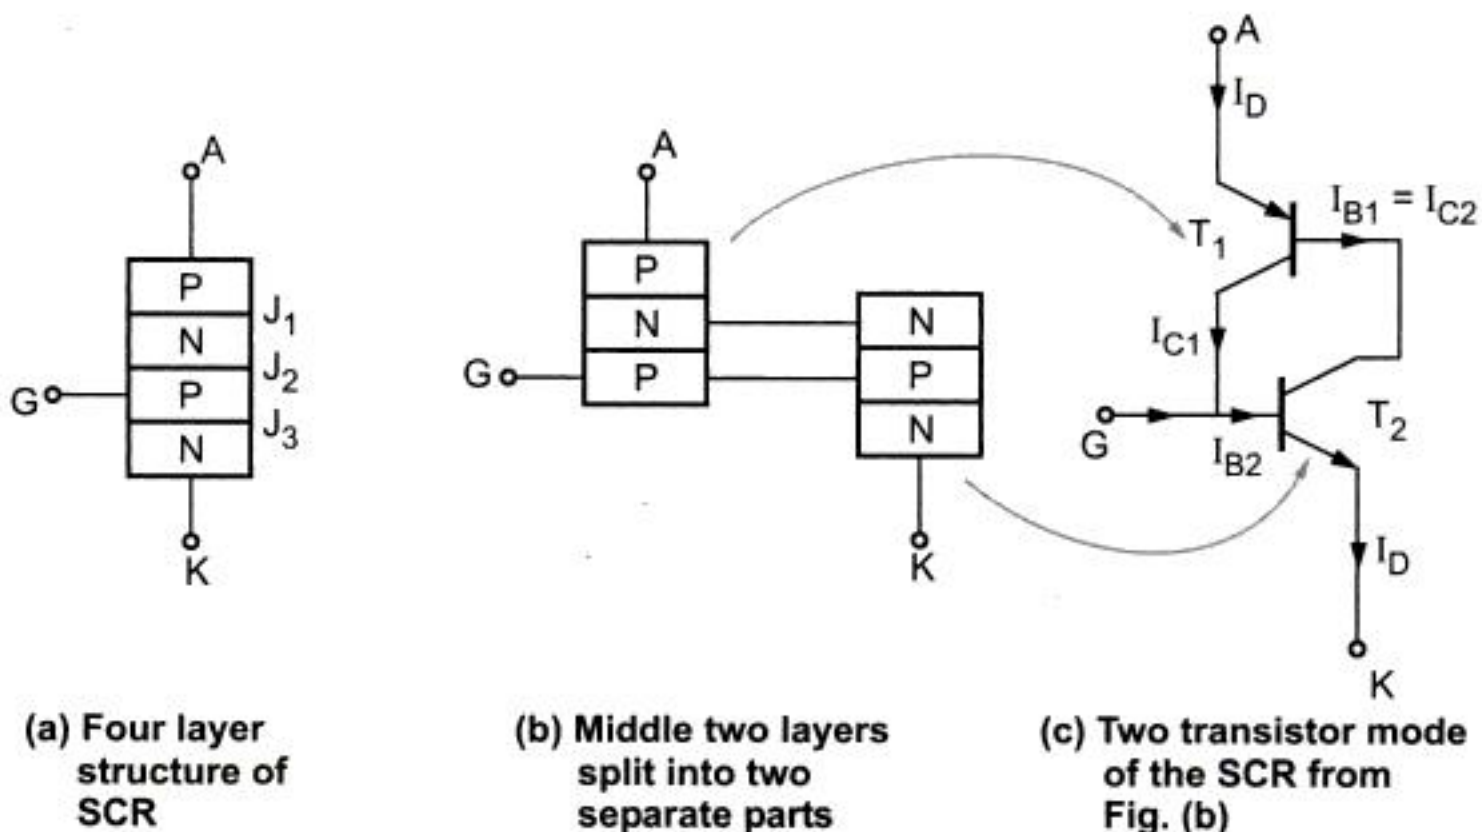 A
P
J1
N
J2
G
P
J3
N
K
(a) Four layer
structure of
SCR
A
P
N
N
G
P
P
N
K
(b) Middle two layers
split into two
separate parts
A
ID
IB1 = IC2
T1
IC1
G
IB2
T2
ID
K
(c) Two transistor mode
of the SCR from
Fig. (b)